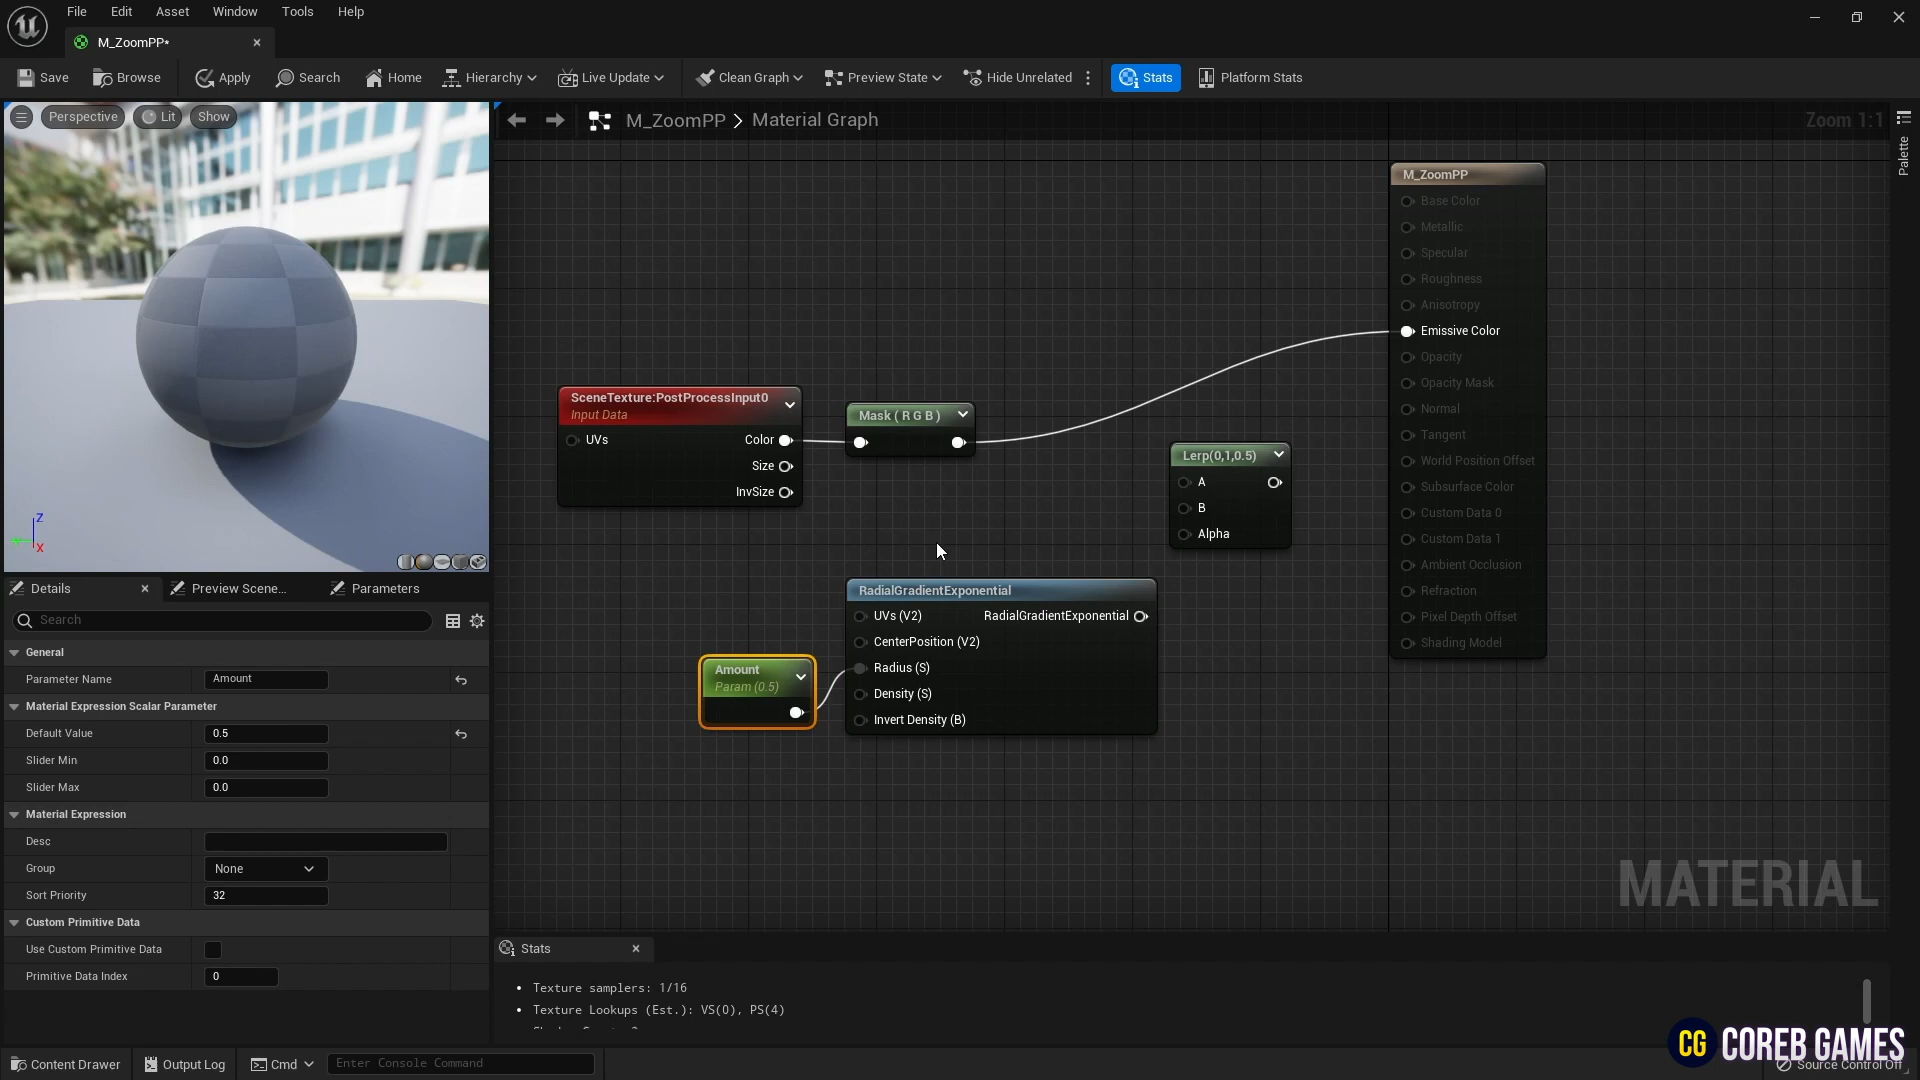 File Edit Asset Window Tools Help
M_ZoomPP*
Save Browse Apply Search Home Hierarchy Live Update Clean Graph Preview State Hide Unrelated Stats Platform Stats
Perspective Lit Show
M_ZoomPP > Material Graph
Zoom 1:1
Palette
M_ZoomPP
Base Color
Metallic
Specular
Roughness
Anisotropy
Emissive Color
Opacity
Opacity Mask
Normal
Tangent
World Position Offset
Subsurface Color
Custom Data 0
Custom Data 1
Ambient Occlusion
Refraction
Pixel Depth Offset
Shading Model
SceneTexture:PostProcessInput0
Input Data
UVs Color
Size
InvSize
Mask ( R G B )
Lerp(0,1,0.5)
A
B
Alpha
RadialGradientExponential
UVs (V2) RadialGradientExponential
CenterPosition (V2)
Radius (S)
Density (S)
Invert Density (B)
Amount
Param (0.5)
Z
X
MATERIAL
Details Preview Scene... Parameters
Search
General
Parameter Name Amount
Material Expression Scalar Parameter
Default Value 0.5
Slider Min 0.0
Slider Max 0.0
Material Expression
Desc
Group None
Sort Priority 32
Custom Primitive Data
Use Custom Primitive Data
Primitive Data Index 0
Stats
• Texture samplers: 1/16
• Texture Lookups (Est.): VS(0), PS(4)
CG COREB GAMES
Content Drawer Output Log Cmd Enter Console Command Source Control Off